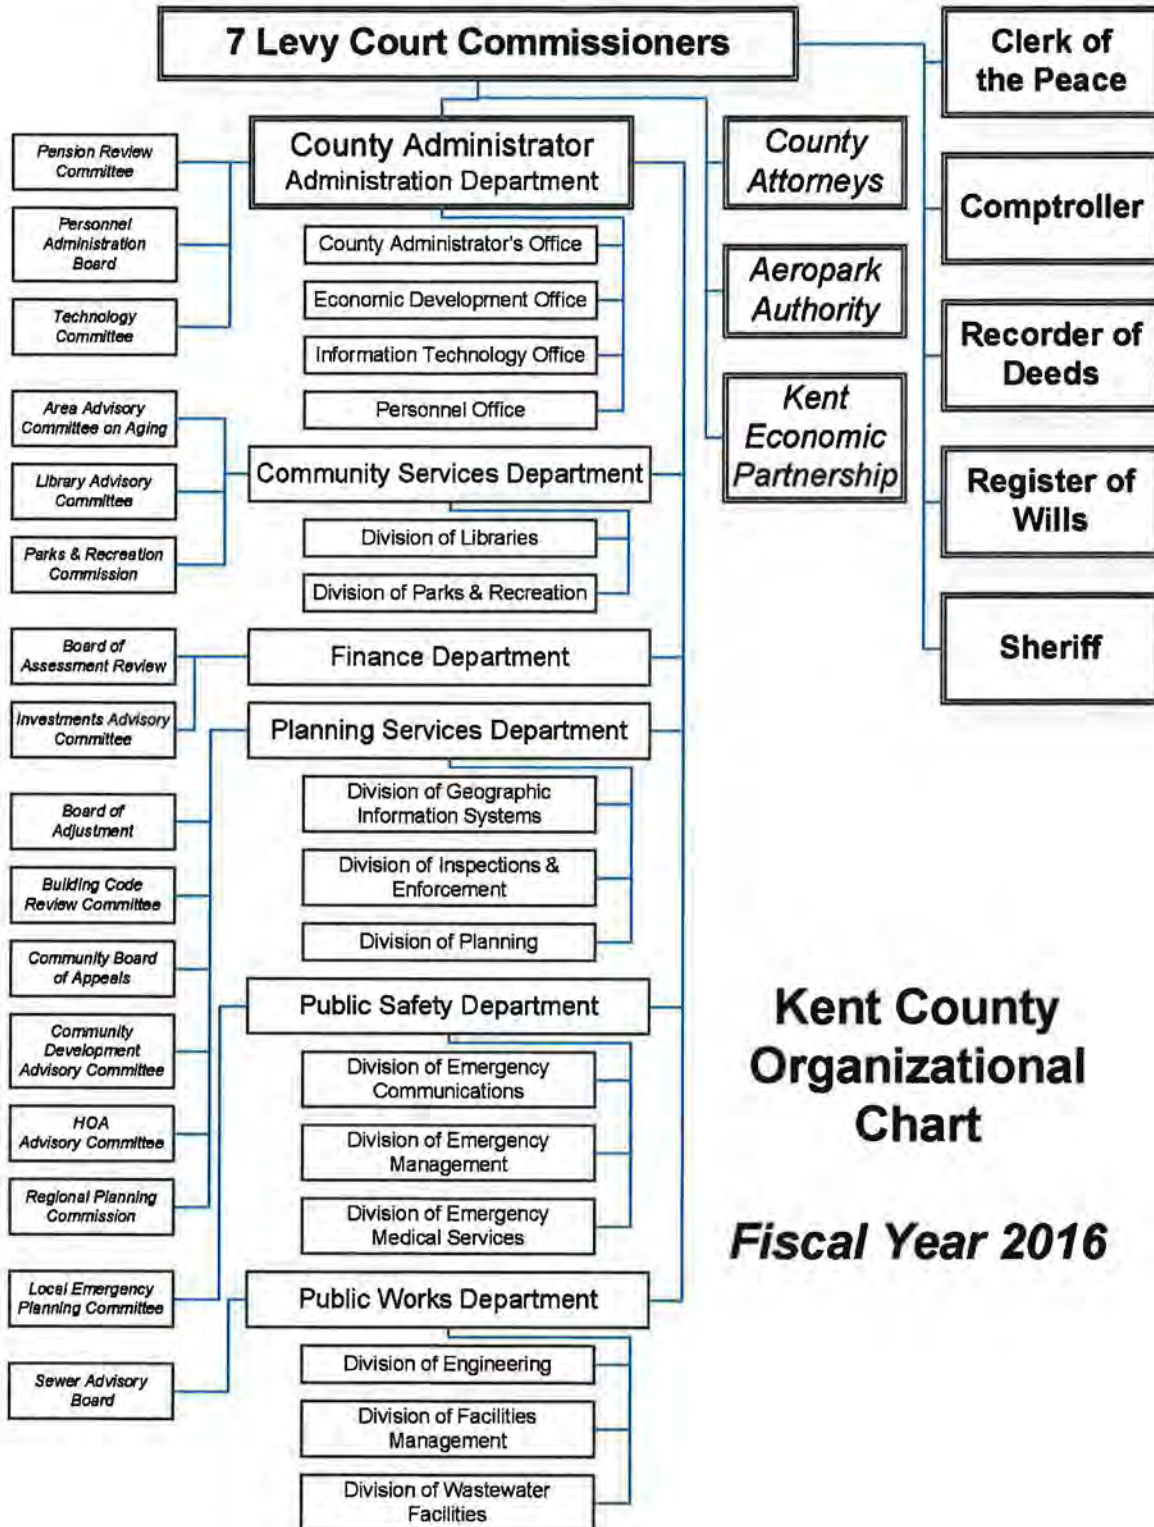 7 Levy Court Commissioners
Clerk of
the Peace
Comptroller
Recorder of
Deeds
Register of
Wills
Sheriff
County
Attorneys
Aeropark
Authority
Kent
Economic
Partnership
County Administrator
Administration Department
County Administrator's Office
Economic Development Office
Information Technology Office
Personnel Office
Pension Review
Committee
Personnel
Administration
Board
Technology
Committee
Community Services Department
Division of Libraries
Division of Parks & Recreation
Area Advisory
Committee on Aging
Library Advisory
Committee
Parks & Recreation
Commission
Finance Department
Board of
Assessment Review
Investments Advisory
Committee
Planning Services Department
Division of Geographic
Information Systems
Division of Inspections &
Enforcement
Division of Planning
Board of
Adjustment
Building Code
Review Committee
Community Board
of Appeals
Community
Development
Advisory Committee
HOA
Advisory Committee
Regional Planning
Commission
Public Safety Department
Division of Emergency
Communications
Division of Emergency
Management
Division of Emergency
Medical Services
Local Emergency
Planning Committee
Public Works Department
Division of Engineering
Division of Facilities
Management
Division of Wastewater
Facilities
Sewer Advisory
Board
Kent County
Organizational
Chart
Fiscal Year 2016